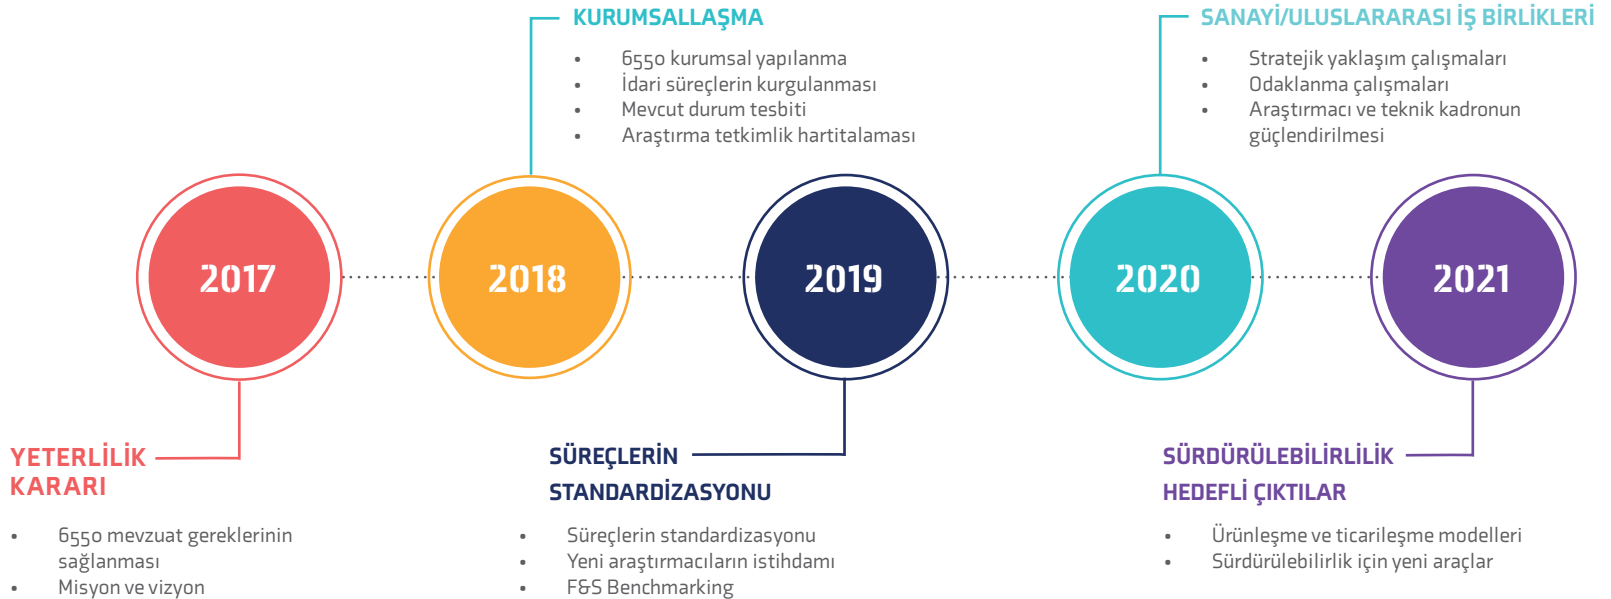 KURUMSALLAŞMA
• 6550 kurumsal yapılanma
• İdari süreçlerin kurgulanması
• Mevcut durum tesbiti
• Araştırma tetkimlik hartitalaması
SANAYİ/ULUSLARARASI İŞ BİRLİKLERİ
• Stratejik yaklaşım çalışmaları
• Odaklanma çalışmaları
• Araştırmacı ve teknik kadronun
güçlendirilmesi
2017
2018
2019
2020
2021
YETERLİLİK
KARARI
• 6550 mevzuat gereklerinin
sağlanması
• Misyon ve vizyon
SÜREÇLERİN
STANDARDİZASYONU
• Süreçlerin standardizasyonu
• Yeni araştırmacıların istihdamı
• F&S Benchmarking
SÜRDÜRÜLEBİLİRLİLİK
HEDEFLİ ÇIKTILAR
• Ürünleşme ve ticarileşme modelleri
• Sürdürülebilirlik için yeni araçlar